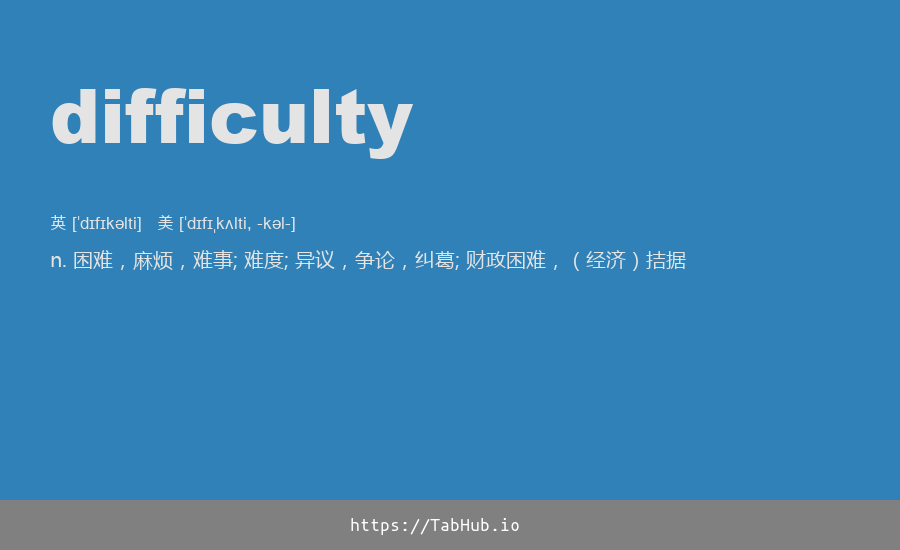 difficulty
英 [ˈdɪfɪkəlti] 美 [ˈdɪfɪˌkʌlti, -kəl-]
n. 困难，麻烦，难事; 难度; 异议，争论，纠葛; 财政困难，（经济）拮据
https://TabHub.io